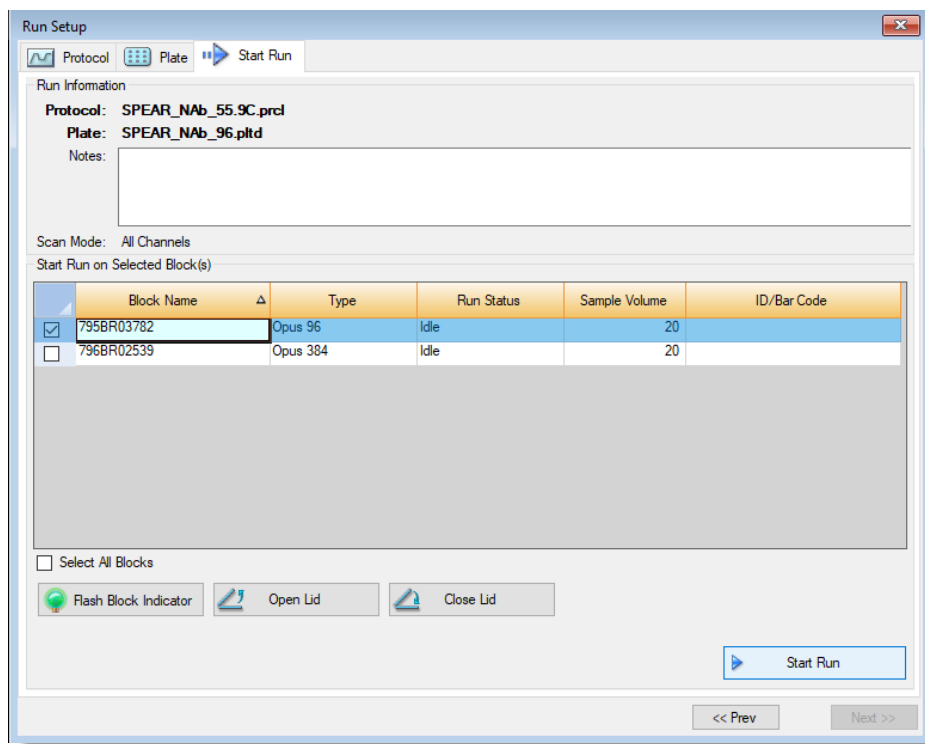 Run Setup
Protocol Plate Start Run
Run Information
Protocol: SPEAR_NAb_55.9C.prcl
Plate: SPEAR_NAb_96.pltd
Notes:
Scan Mode: All Channels
Start Run on Selected Block(s)
Block Name Type Run Status Sample Volume ID/Bar Code
795BR03782 Opus 96 Idle 20
796BR02539 Opus 384 Idle 20
Select All Blocks
Flash Block Indicator Open Lid Close Lid
Start Run
<< Prev Next >>